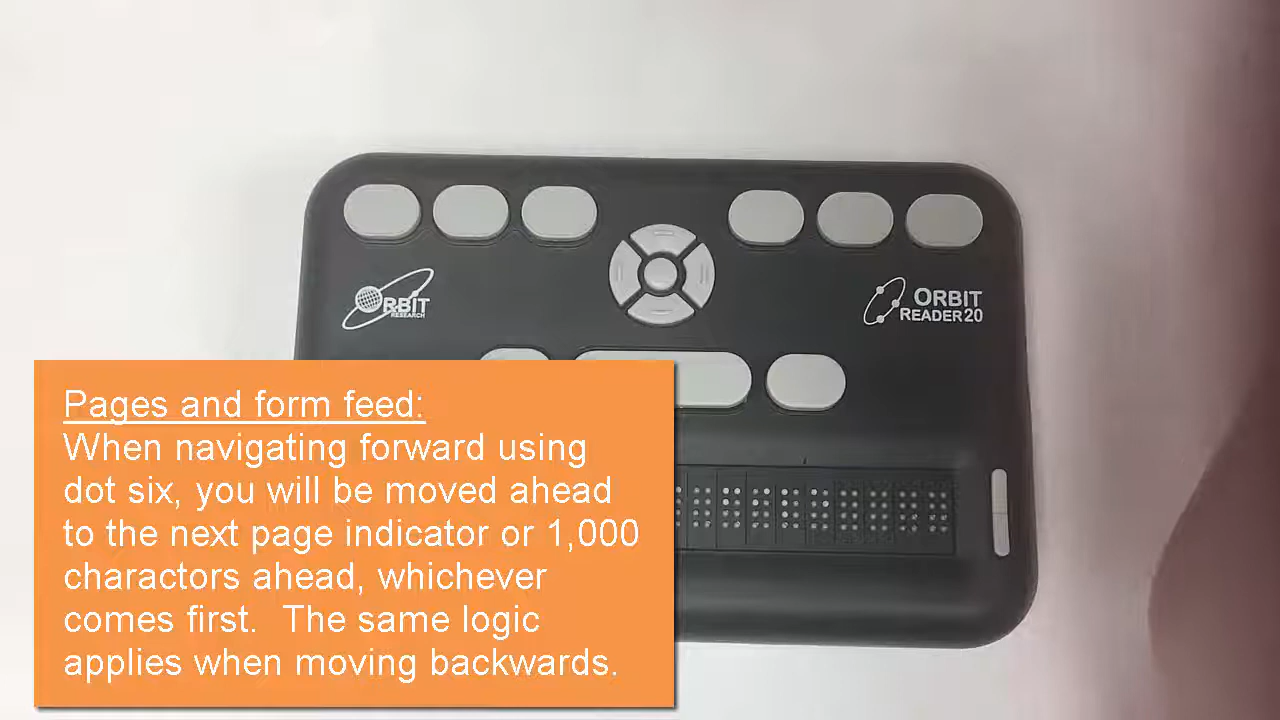 ORBIT
RESEARCH
ORBIT
READER 20
Pages and form feed:
When navigating forward using
dot six, you will be moved ahead
to the next page indicator or 1,000
charactors ahead, whichever
comes first.  The same logic
applies when moving backwards.